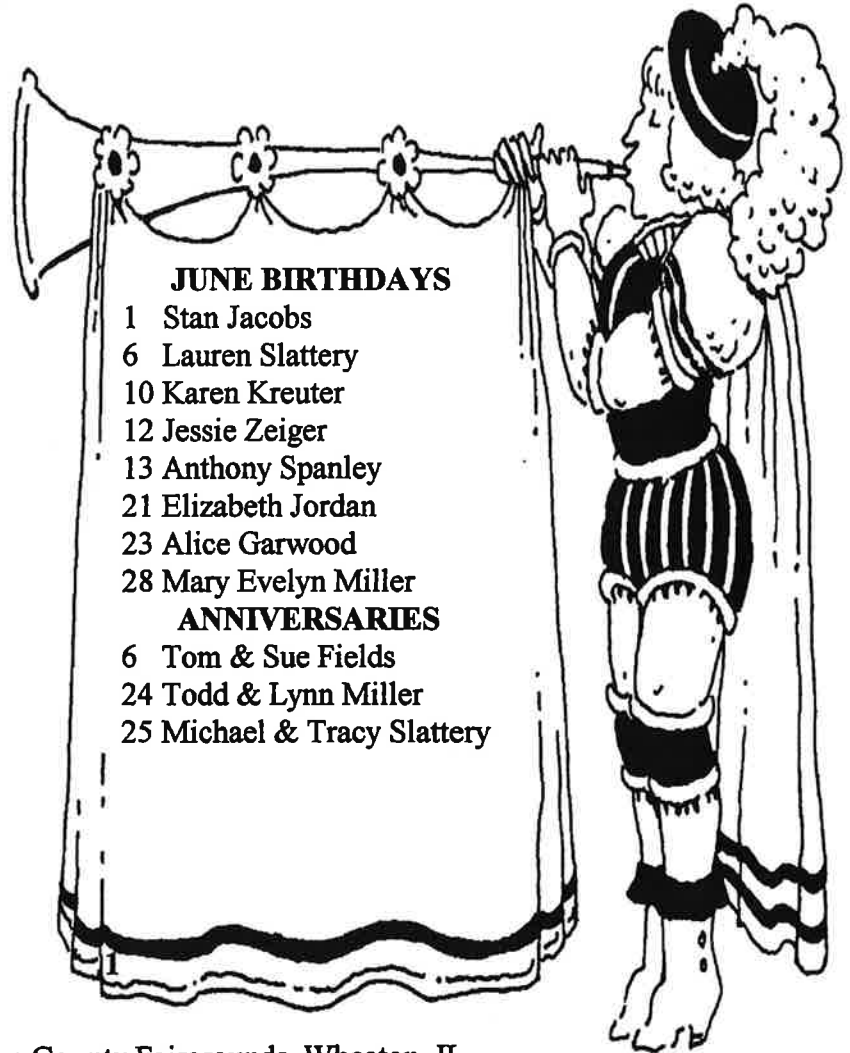 JUNE BIRTHDAYS
1 Stan Jacobs
6 Lauren Slattery
10 Karen Kreuter
12 Jessie Zeiger
13 Anthony Spanley
21 Elizabeth Jordan
23 Alice Garwood
28 Mary Evelyn Miller
ANNIVERSARIES
6 Tom & Sue Fields
24 Todd & Lynn Miller
25 Michael & Tracy Slattery
1
County Fairgrounds, Wheaton, IL